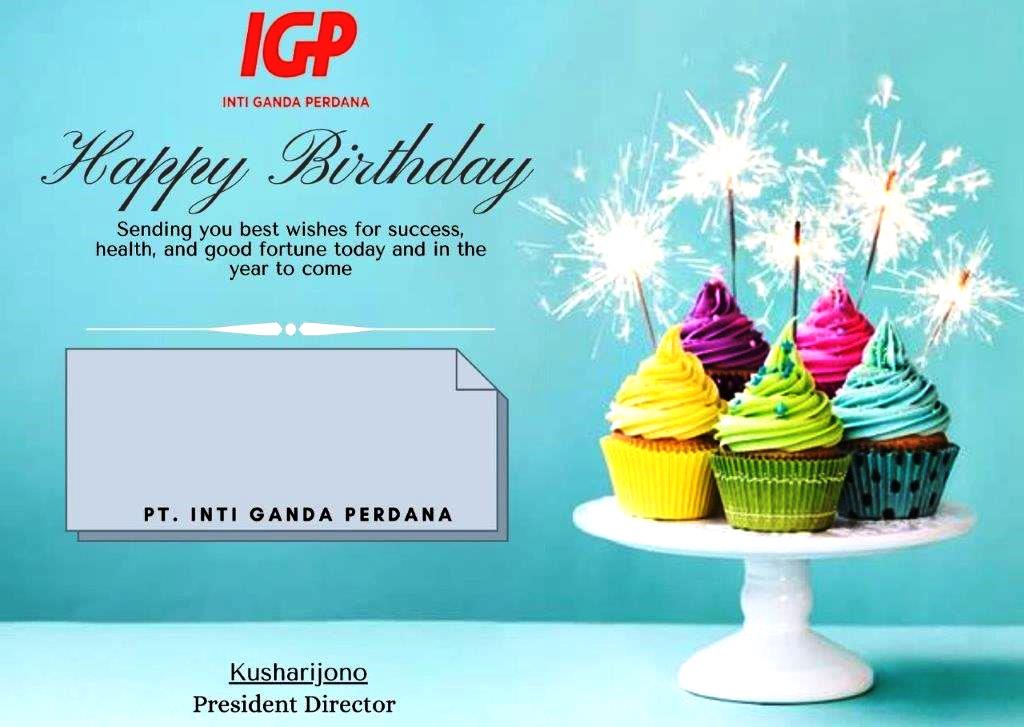 IGP
INTI GANDA PERDANA
Happy Birthday
Sending you best wishes for success,
health, and good fortune today and in the
year to come
PT. INTI GANDA PERDANA
Kusharijono
President Director